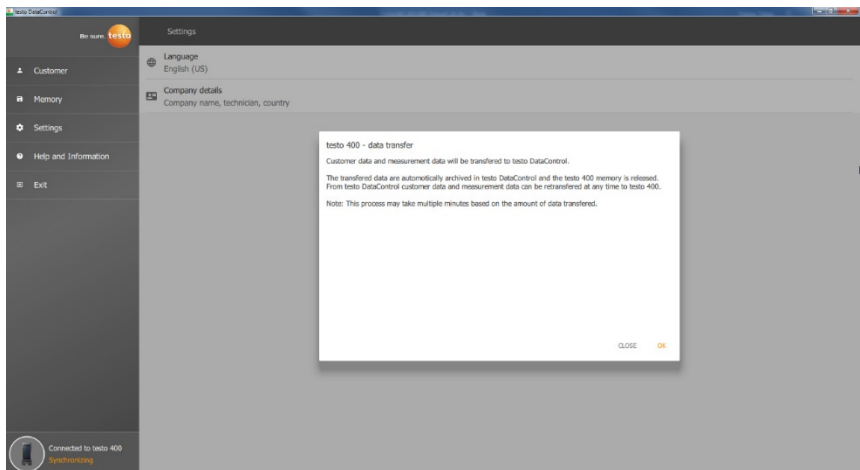 testo DataControl
Be sure. testo
Settings
Customer
Memory
Settings
Help and Information
Exit
Language
English (US)
Company details
Company name, technician, country
testo 400 - data transfer
Customer data and measurement data will be transfered to testo DataControl.
The transfered data are automatically archived in testo DataControl and the testo 400 memory is released.
From testo DataControl customer data and measurement data can be retransfered at any time to testo 400.
Note: This process may take multiple minutes based on the amount of data transfered.
CLOSE OK
Connected to testo 400
Synchronizing